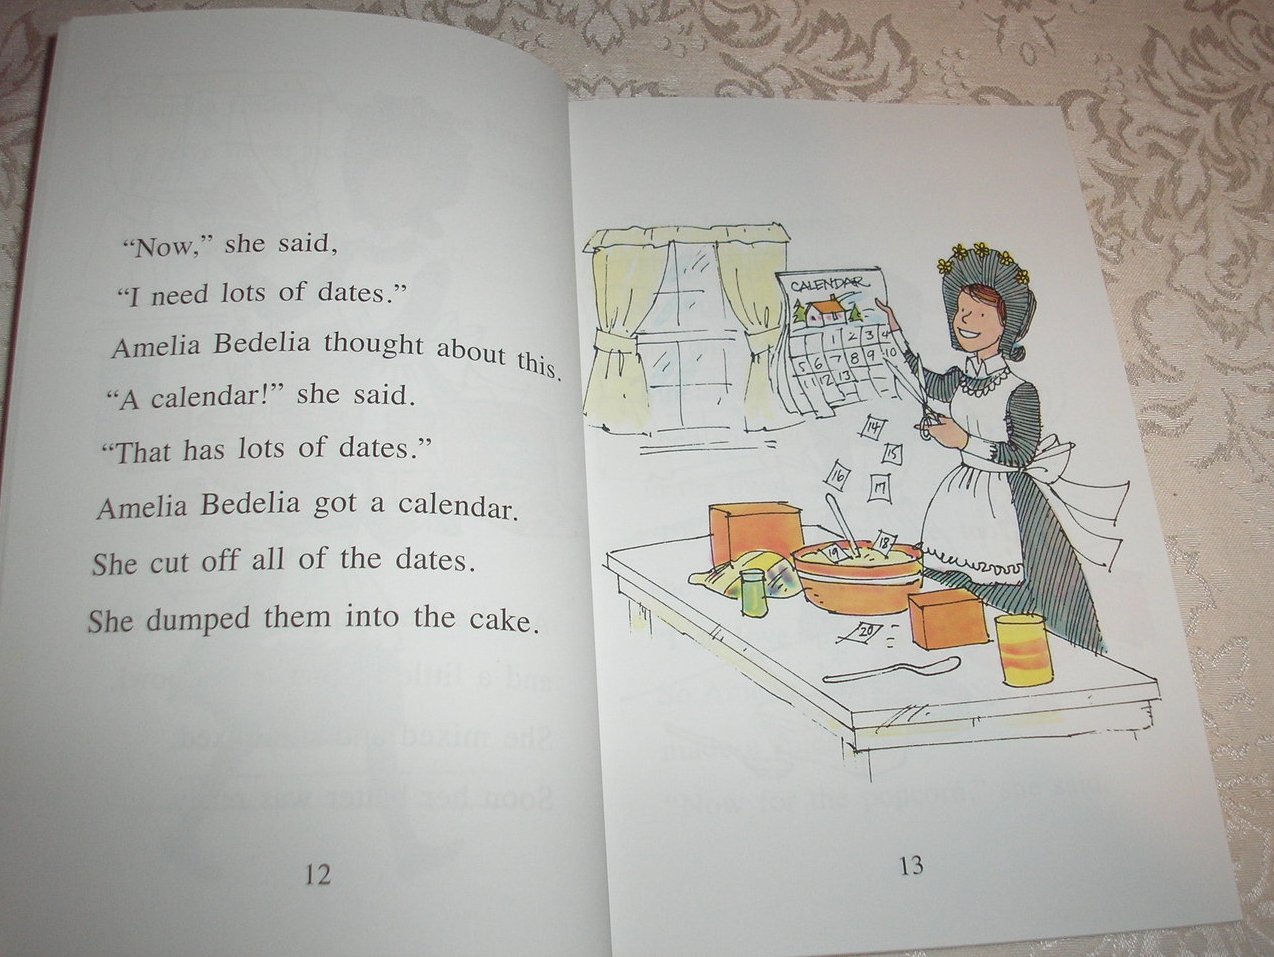 “Now,” she said,
“I need lots of dates.”
Amelia Bedelia thought about this.
“A calendar!” she said.
“That has lots of dates.”
Amelia Bedelia got a calendar.
She cut off all of the dates.
She dumped them into the cake.
12
CALENDAR
1 2 3 4
5 6 7 8 9 10
11 12 13
14
15
16
17
18
19
20
13